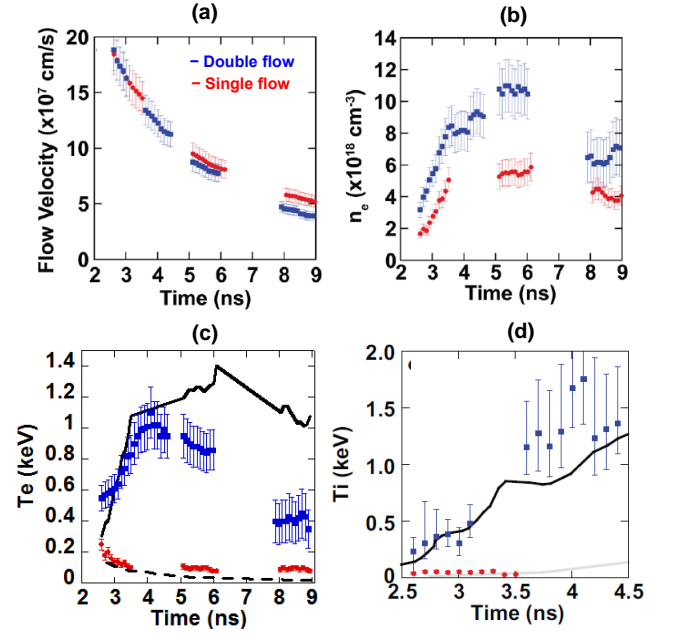 (a)
20
15
10
5
0
Flow Velocity (x10⁷ cm/s)
Double flow
Single flow
2 3 4 5 6 7 8 9
Time (ns)
(b)
14
12
10
8
6
4
2
0
nₑ (x10¹⁸ cm⁻³)
2 3 4 5 6 7 8 9
Time (ns)
(c)
1.4
1.2
1
0.8
0.6
0.4
0.2
0
Te (keV)
2 3 4 5 6 7 8 9
Time (ns)
(d)
2.0
1.5
1.0
0.5
0
Ti (keV)
2.5 3 3.5 4 4.5
Time (ns)